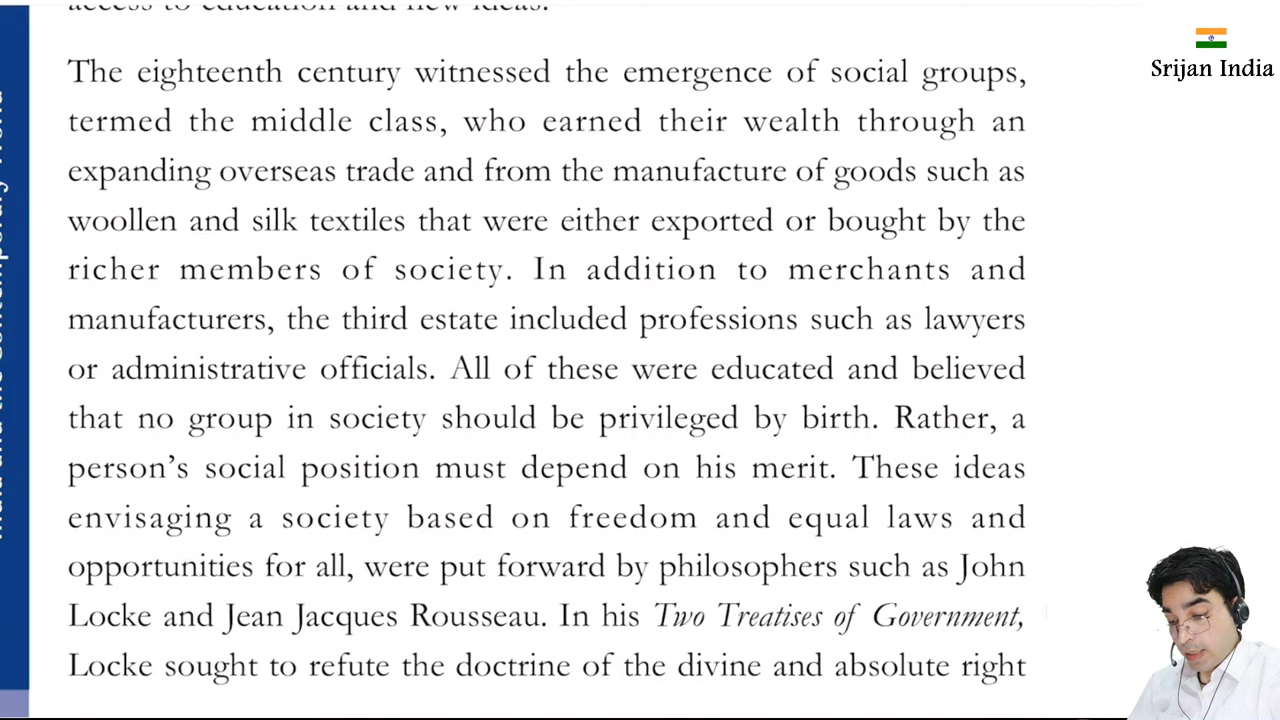 access to education and new ideas.
The eighteenth century witnessed the emergence of social groups,
termed the middle class, who earned their wealth through an
expanding overseas trade and from the manufacture of goods such as
woollen and silk textiles that were either exported or bought by the
richer members of society. In addition to merchants and
manufacturers, the third estate included professions such as lawyers
or administrative officials. All of these were educated and believed
that no group in society should be privileged by birth. Rather, a
person’s social position must depend on his merit. These ideas
envisaging a society based on freedom and equal laws and
opportunities for all, were put forward by philosophers such as John
Locke and Jean Jacques Rousseau. In his Two Treatises of Government,
Locke sought to refute the doctrine of the divine and absolute right
Srijan India